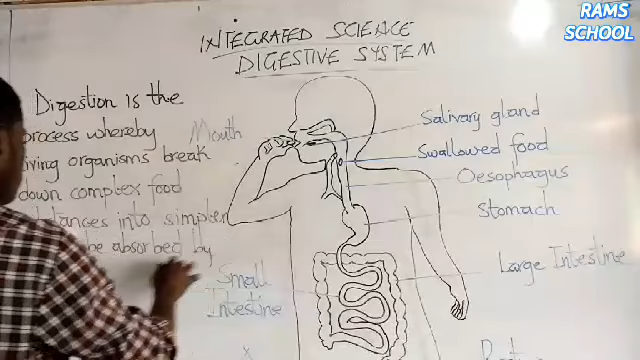 RAMS
SCHOOL
INTEGRATED SCIENCE
DIGESTIVE SYSTEM
Digestion is the
process whereby
living organisms break
down complex food
into simpler
be absorbed by
Mouth
Salivary gland
Swallowed food
Oesophagus
Stomach
Large Intestine
Small
Intestine